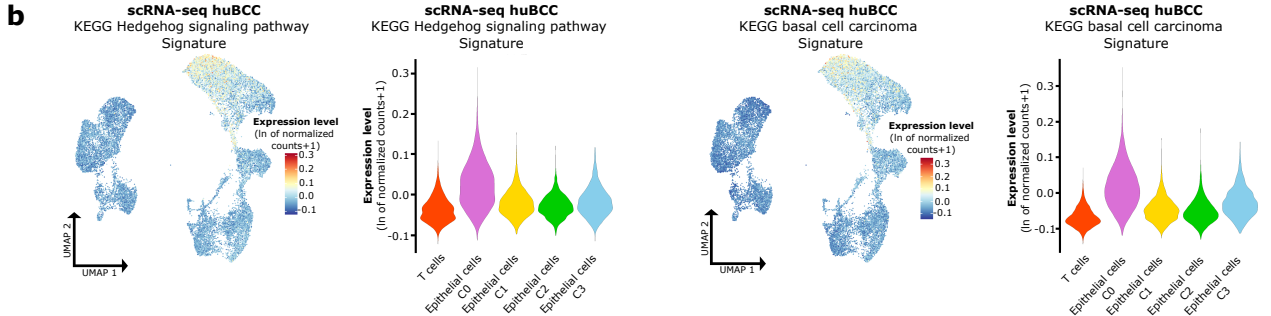 b
scRNA-seq huBCC
KEGG Hedgehog signaling pathway
Signature
Expression level
(ln of normalized
counts+1)
0.3
0.2
0.1
0.0
-0.1
UMAP 2
UMAP 1
scRNA-seq huBCC
KEGG Hedgehog signaling pathway
Signature
Expression level
(ln of normalized counts+1)
0.3
0.2
0.1
0.0
-0.1
T cells
Epithelial cells
C0
Epithelial cells
C1
Epithelial cells
C2
Epithelial cells
C3
scRNA-seq huBCC
KEGG basal cell carcinoma
Signature
Expression level
(ln of normalized
counts+1)
0.3
0.2
0.1
0.0
-0.1
UMAP 2
UMAP 1
scRNA-seq huBCC
KEGG basal cell carcinoma
Signature
Expression level
(ln of normalized counts+1)
0.3
0.2
0.1
0.0
-0.1
T cells
Epithelial cells
C0
Epithelial cells
C1
Epithelial cells
C2
Epithelial cells
C3